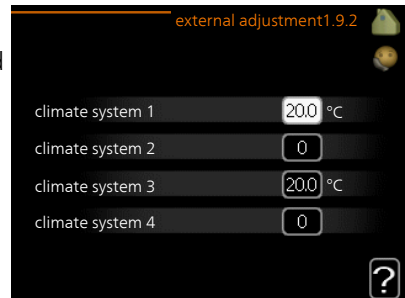 external adjustment1.9.2
climate system 1 20.0 °C
climate system 2 0
climate system 3 20.0 °C
climate system 4 0
?